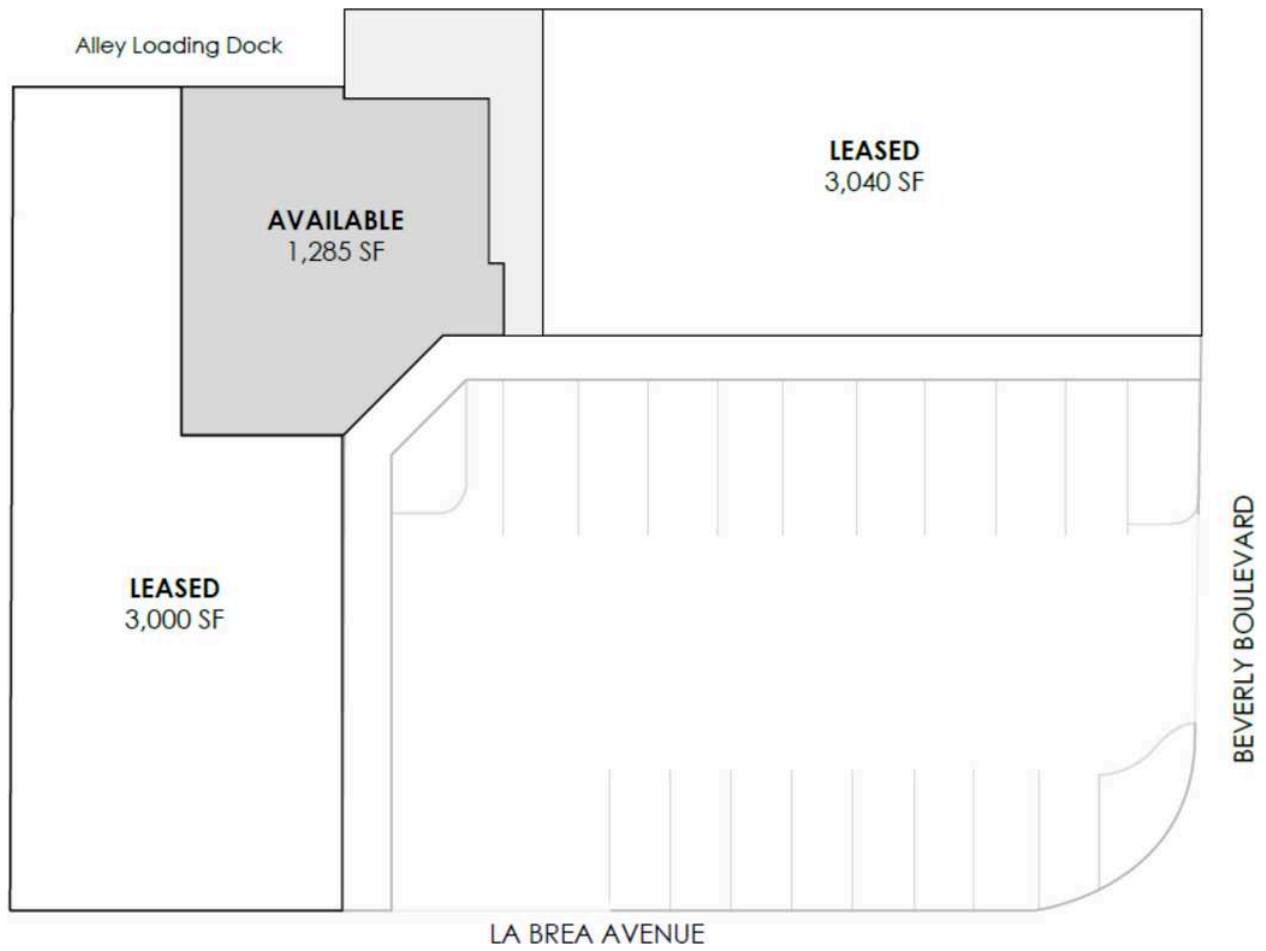 Alley Loading Dock
LEASED
3,040 SF
AVAILABLE
1,285 SF
LEASED
3,000 SF
BEVERLY BOULEVARD
LA BREA AVENUE